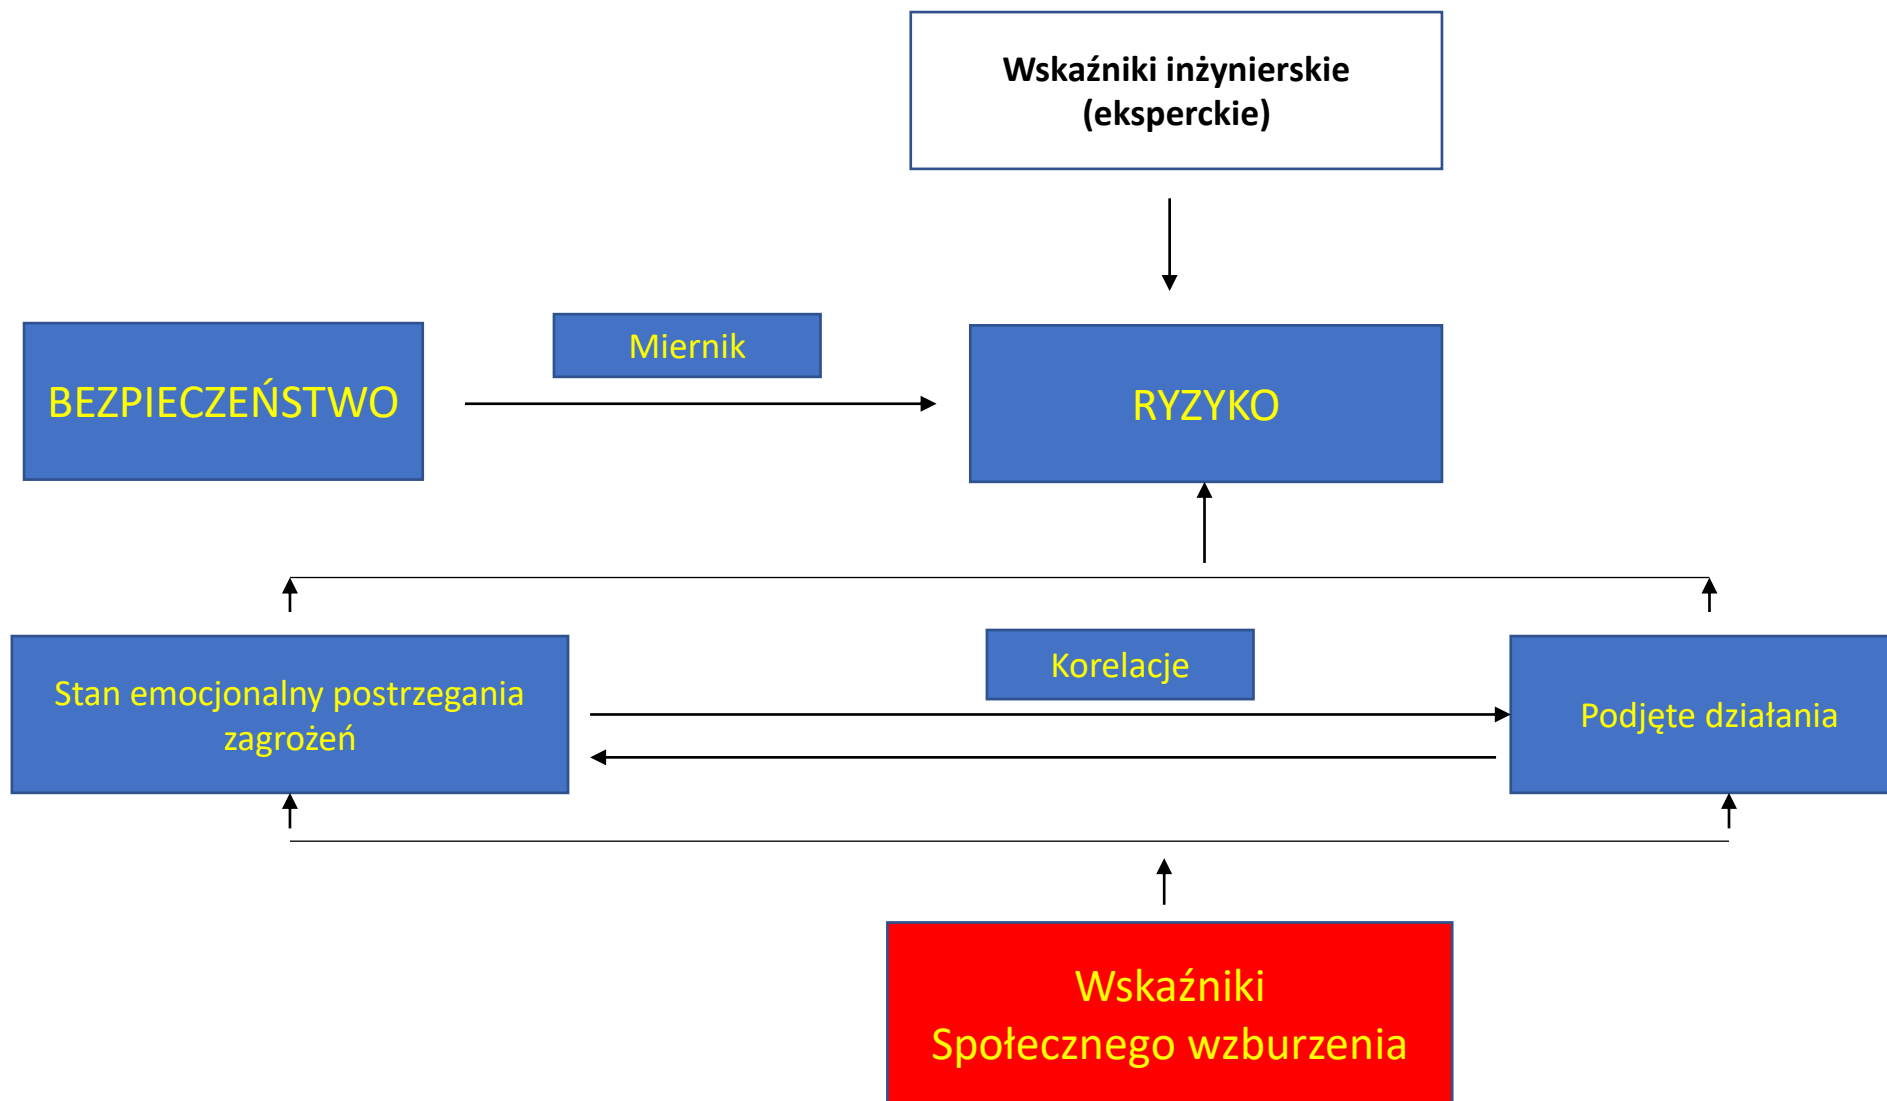 Wskaźniki inżynierskie
(eksperckie)
Miernik
BEZPIECZEŃSTWO
RYZYKO
Korelacje
Stan emocjonalny postrzegania
zagrożeń
Podjęte działania
Wskaźniki
Społecznego wzburzenia